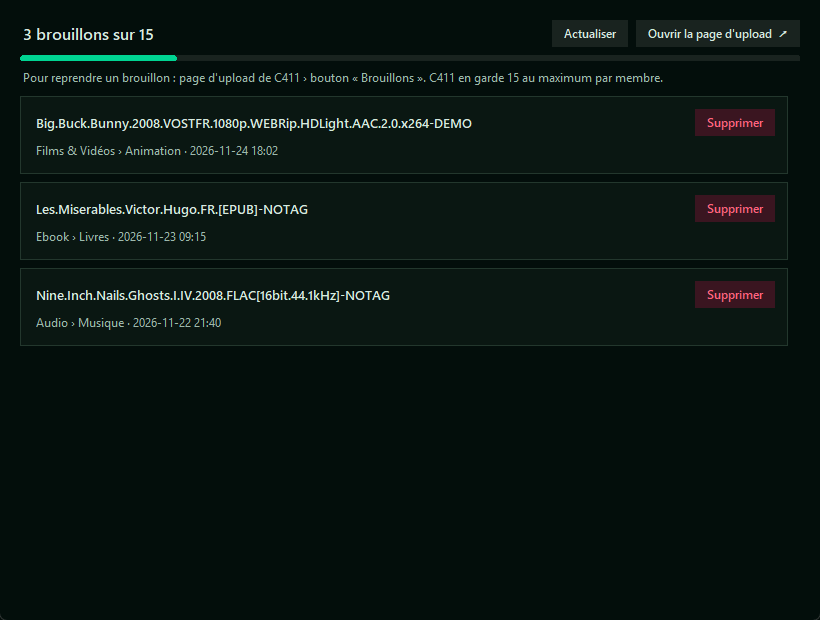 3 brouillons sur 15
Actualiser
Ouvrir la page d'upload ↗
Pour reprendre un brouillon : page d'upload de C411 › bouton « Brouillons ». C411 en garde 15 au maximum par membre.
Big.Buck.Bunny.2008.VOSTFR.1080p.WEBRip.HDLight.AAC.2.0.x264-DEMO
Supprimer
Films & Vidéos › Animation · 2026-11-24 18:02
Les.Miserables.Victor.Hugo.FR.[EPUB]-NOTAG
Supprimer
Ebook › Livres · 2026-11-23 09:15
Nine.Inch.Nails.Ghosts.I.IV.2008.FLAC[16bit.44.1kHz]-NOTAG
Supprimer
Audio › Musique · 2026-11-22 21:40